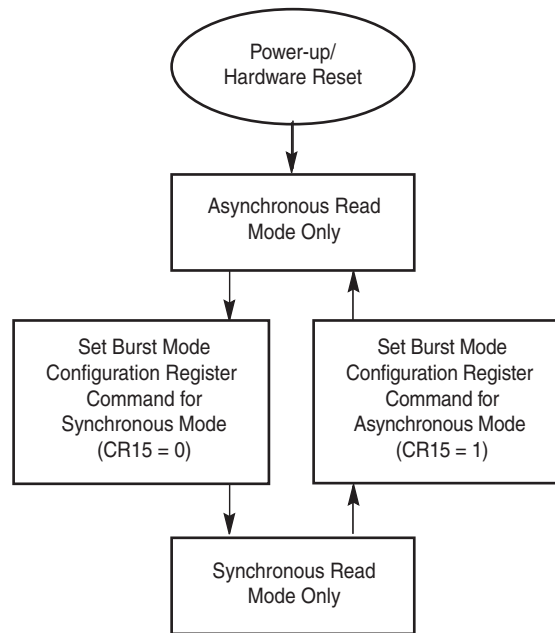 Power-up/
Hardware Reset
Asynchronous Read
Mode Only
Set Burst Mode
Configuration Register
Command for
Synchronous Mode
(CR15 = 0)
Set Burst Mode
Configuration Register
Command for
Asynchronous Mode
(CR15 = 1)
Synchronous Read
Mode Only